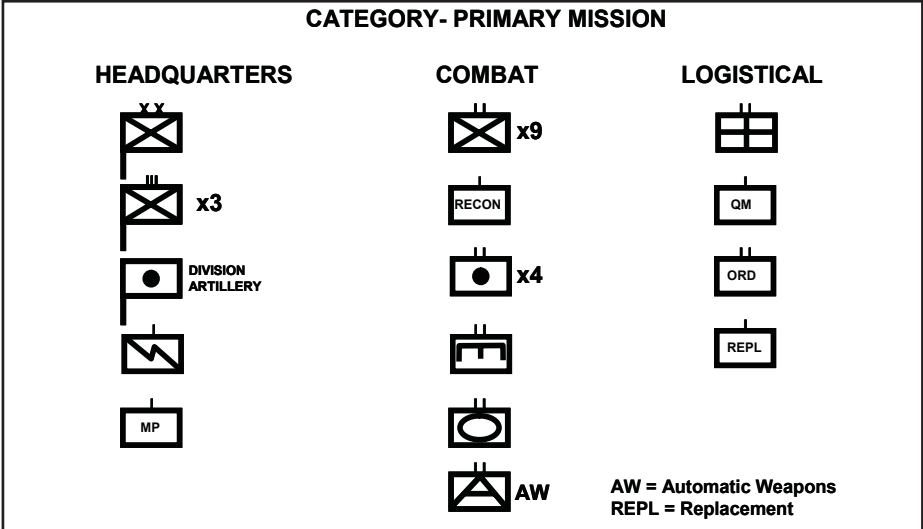 CATEGORY- PRIMARY MISSION
HEADQUARTERS
COMBAT
LOGISTICAL
X X
x9
III
x3
RECON
QM
DIVISION
ARTILLERY
x4
ORD
REPL
MP
AW
AW = Automatic Weapons
REPL = Replacement